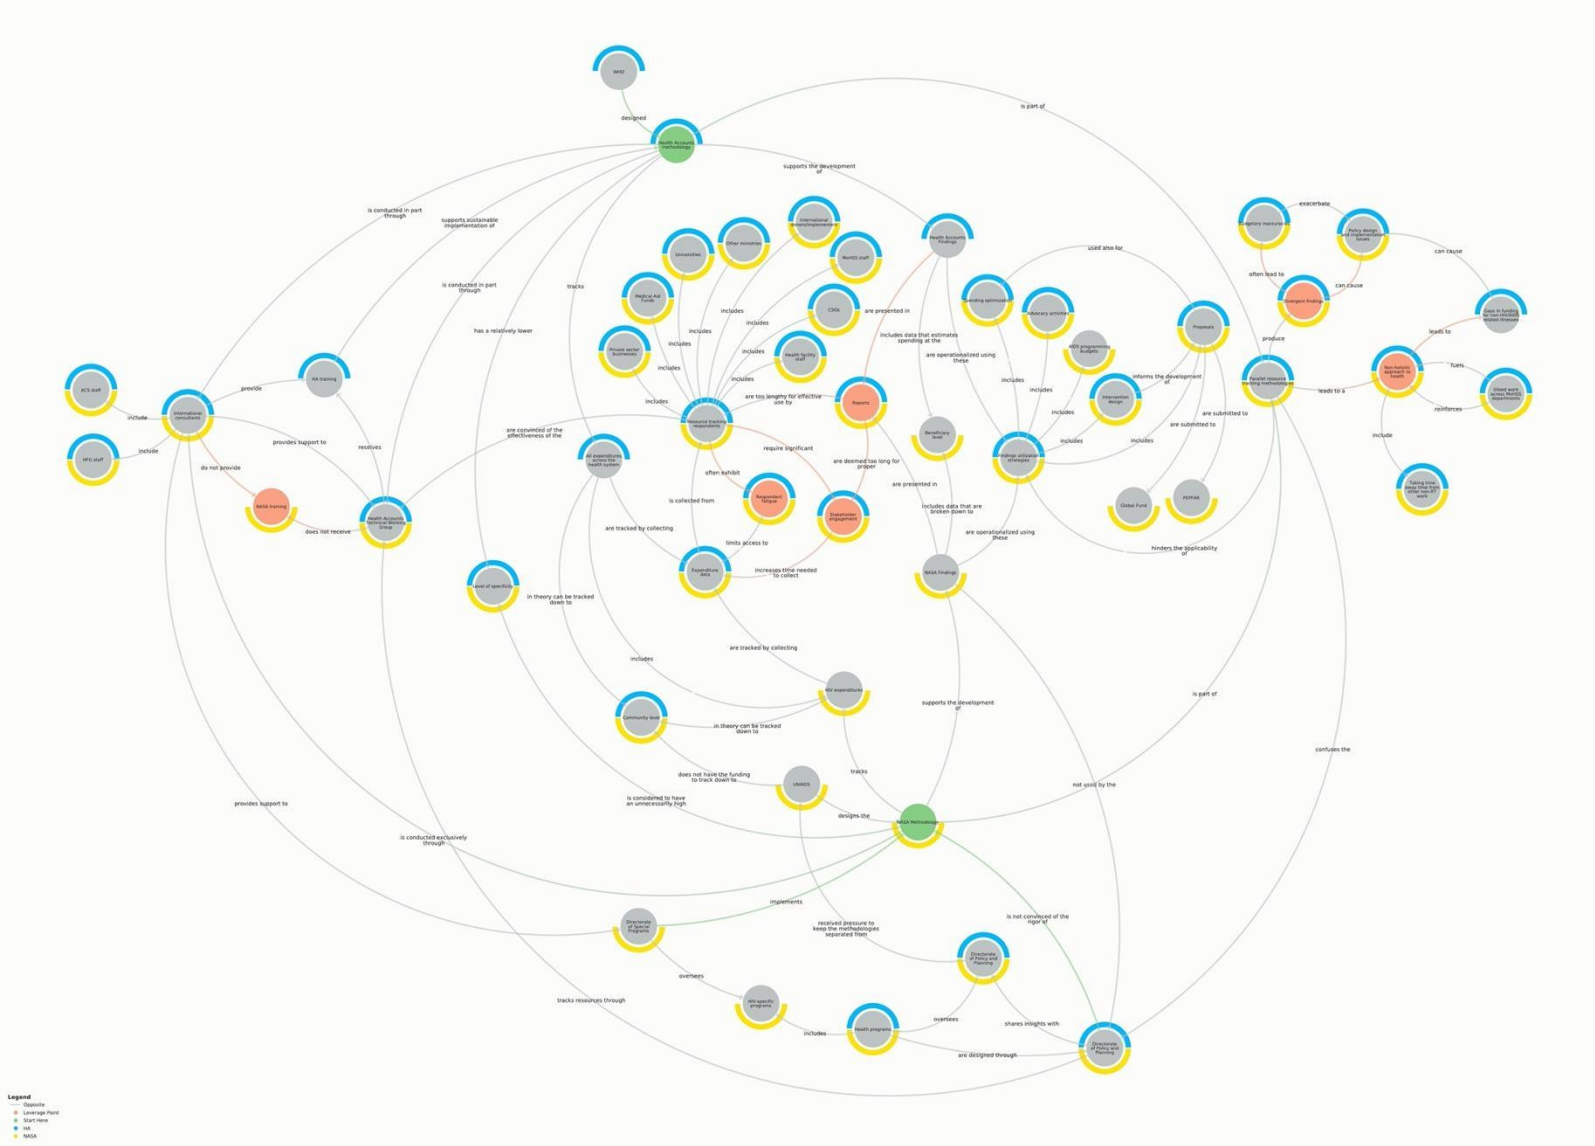 WHO
designed
Health Accounts
methodology
is part of
supports the development
of
is conducted in part
through
supports sustainable
implementation of
is conducted in part
through
has a relatively lower
tracks
International
donors/implementers
Other ministries
Universities
MoHSS staff
Medical Aid
Funds
CSOs
Private sector
businesses
Health facility
staff
includes
includes
includes
includes
includes
includes
includes
includes
Health Accounts
Findings
are presented in
includes data that estimates
spending at the
are operationalized using
these
Spending optimization
Advocacy activities
AIDS programming
budgets
used also for
Proposals
Intervention
design
informs the development
of
includes
includes
includes
includes
includes
are submitted to
are submitted to
Global Fund
PEPFAR
Budgetary inaccuracies
exacerbate
Policy design
and implementation
issues
often lead to
can cause
can cause
Divergent findings
produce
Parallel resource
tracking methodologies
leads to a
Non-holistic
approach to
health
leads to
Gaps in funding
for non-HIV/AIDS
related illnesses
fuels
reinforces
Siloed work
across MoHSS
departments
include
Taking time
away time from
other non-RT
work
ACS staff
include
HFG staff
include
International
consultants
provide
HA training
provides support to
receives
do not provide
NASA training
does not receive
Health Accounts
Technical Working
Group
are convinced of the
effectiveness of the
Resource tracking
respondents
are too lengthy for effective
use by
Reports
require significant
often exhibit
Respondent
fatigue
Stakeholder
engagement
are deemed too long for
proper
is collected from
limits access to
increases time needed
to collect
Expenditure
data
All expenditures
across the
health system
are tracked by collecting
Level of specificity
in theory can be tracked
down to
Beneficiary
level
Findings utilization
strategies
are presented in
includes data that are
broken down to
are operationalized using
these
hinders the applicability
of
NASA Findings
are tracked by collecting
includes
HIV expenditures
Community level
in theory can be tracked
down to
supports the development
of
is part of
confuses the
does not have the funding
to track down to
UNAIDS
tracks
not used by the
is considered to have
an unnecessarily high
designs the
NASA Methodology
provides support to
is conducted exclusively
through
implements
Directorate
of Special
Programs
received pressure to
keep the methodologies
separated from
is not convinced of the
rigor of
Directorate
of Policy and
Planning
oversees
tracks resources through
HIV-specific
programs
includes
Health programs
oversees
shares insights with
are designed through
Directorate
of Policy and
Planning
Legend
Opposite
Leverage Point
Start Here
HA
NASA